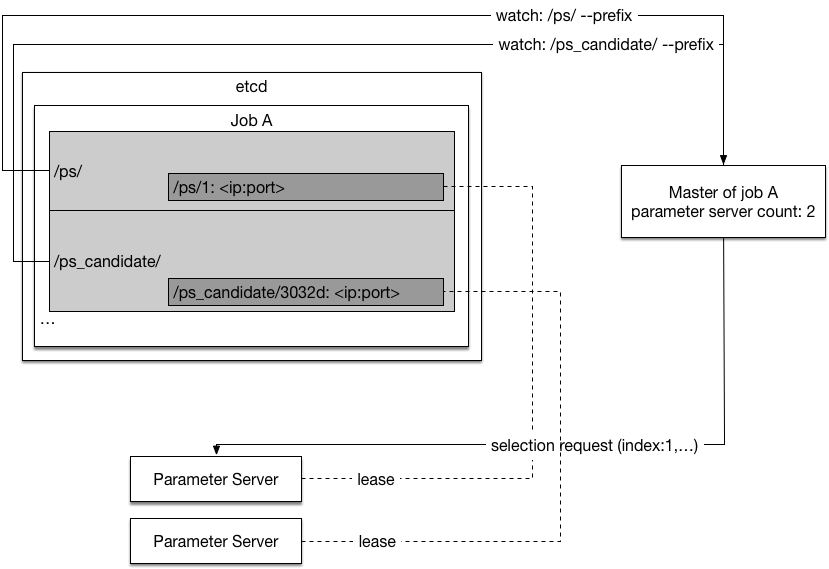 watch: /ps/ --prefix
watch: /ps_candidate/ --prefix
etcd
Job A
/ps/
/ps/1: <ip:port>
Master of job A
parameter server count: 2
/ps_candidate/
/ps_candidate/3032d: <ip:port>
...
selection request (index:1,...)
Parameter Server
lease
Parameter Server
lease